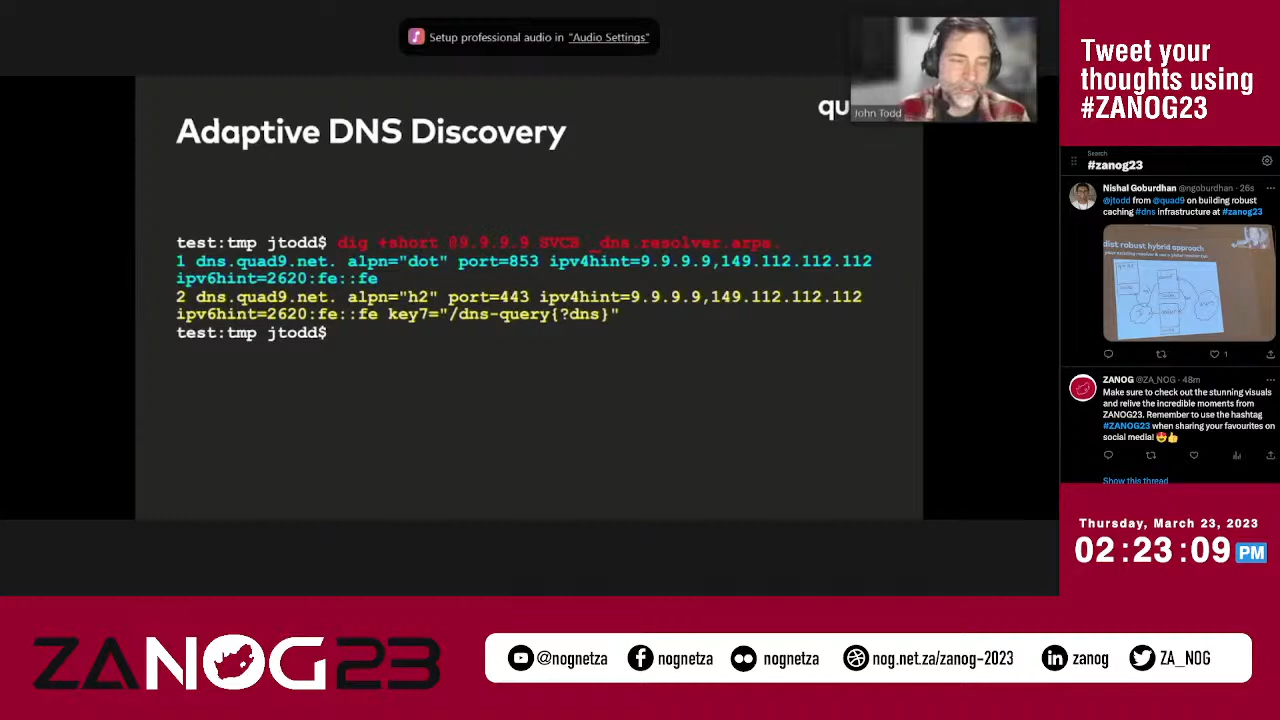 Setup professional audio in "Audio Settings"
John Todd
qu
Adaptive DNS Discovery
test:tmp jtodd$ dig +short @9.9.9.9 SVCB _dns.resolver.arpa.
1 dns.quad9.net. alpn="dot" port=853 ipv4hint=9.9.9.9,149.112.112.112
ipv6hint=2620:fe::fe
2 dns.quad9.net. alpn="h2" port=443 ipv4hint=9.9.9.9,149.112.112.112
ipv6hint=2620:fe::fe key7="/dns-query{?dns}"
test:tmp jtodd$
Tweet your
thoughts using
#ZANOG23
Search
#zanog23
Nishal Goburdhan @ngoburdhan · 26s
@jtodd from @quad9 on building robust
caching #dns infrastructure at #zanog23
dist robust hybrid approach
1
ZANOG @ZA_NOG · 48m
Make sure to check out the stunning visuals
and relive the incredible moments from
ZANOG23. Remember to use the hashtag
#ZANOG23 when sharing your favourites on
social media! 😍👍
Show this thread
Thursday, March 23, 2023
02:23:09 PM
ZANOG23
@nognetza
nognetza
nognetza
nog.net.za/zanog-2023
zanog
ZA_NOG